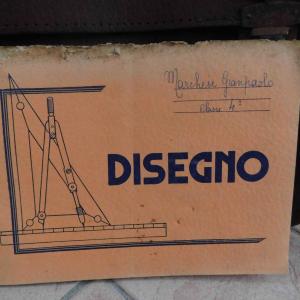 Marchese Gianpaolo
Classe 4ª
DISEGNO